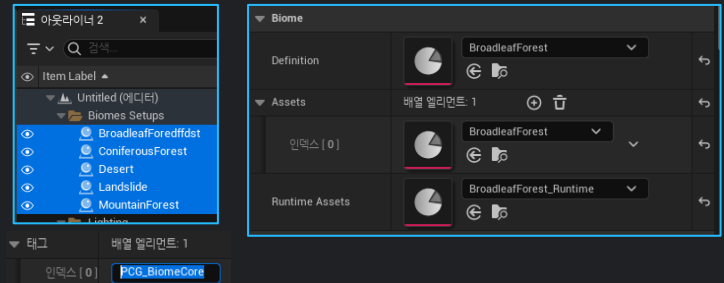 아웃라이너 2
검색...
Item Label
Untitled (에디터)
Biomes Setups
BroadleafForedffdst
ConiferousForest
Desert
Landslide
MountainForest
Lighting
태그
배열 엘리먼트: 1
인덱스 [ 0 ]
PCG_BiomeCore
Biome
Definition
BroadleafForest
Assets
배열 엘리먼트: 1
인덱스 [ 0 ]
BroadleafForest
Runtime Assets
BroadleafForest_Runtime